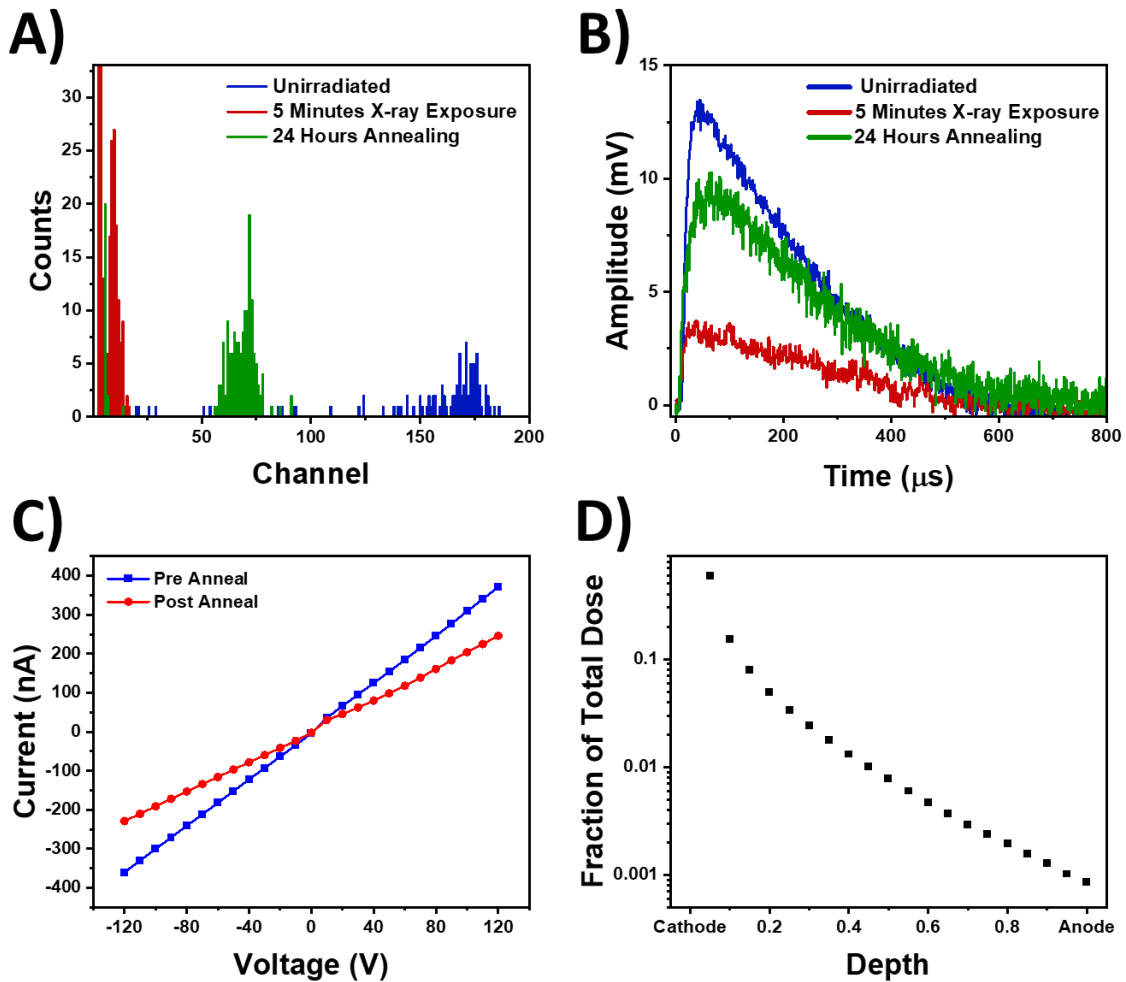 A)
Unirradiated
5 Minutes X-ray Exposure
24 Hours Annealing
Counts
30
25
20
15
10
5
0
50
100
150
200
Channel
B)
Unirradiated
5 Minutes X-ray Exposure
24 Hours Annealing
Amplitude (mV)
15
10
5
0
0
200
400
600
800
Time (μs)
C)
Pre Anneal
Post Anneal
Current (nA)
400
300
200
100
0
-100
-200
-300
-400
-120
-80
-40
0
40
80
120
Voltage (V)
D)
Fraction of Total Dose
0.1
0.01
0.001
Cathode
0.2
0.4
0.6
0.8
Anode
Depth